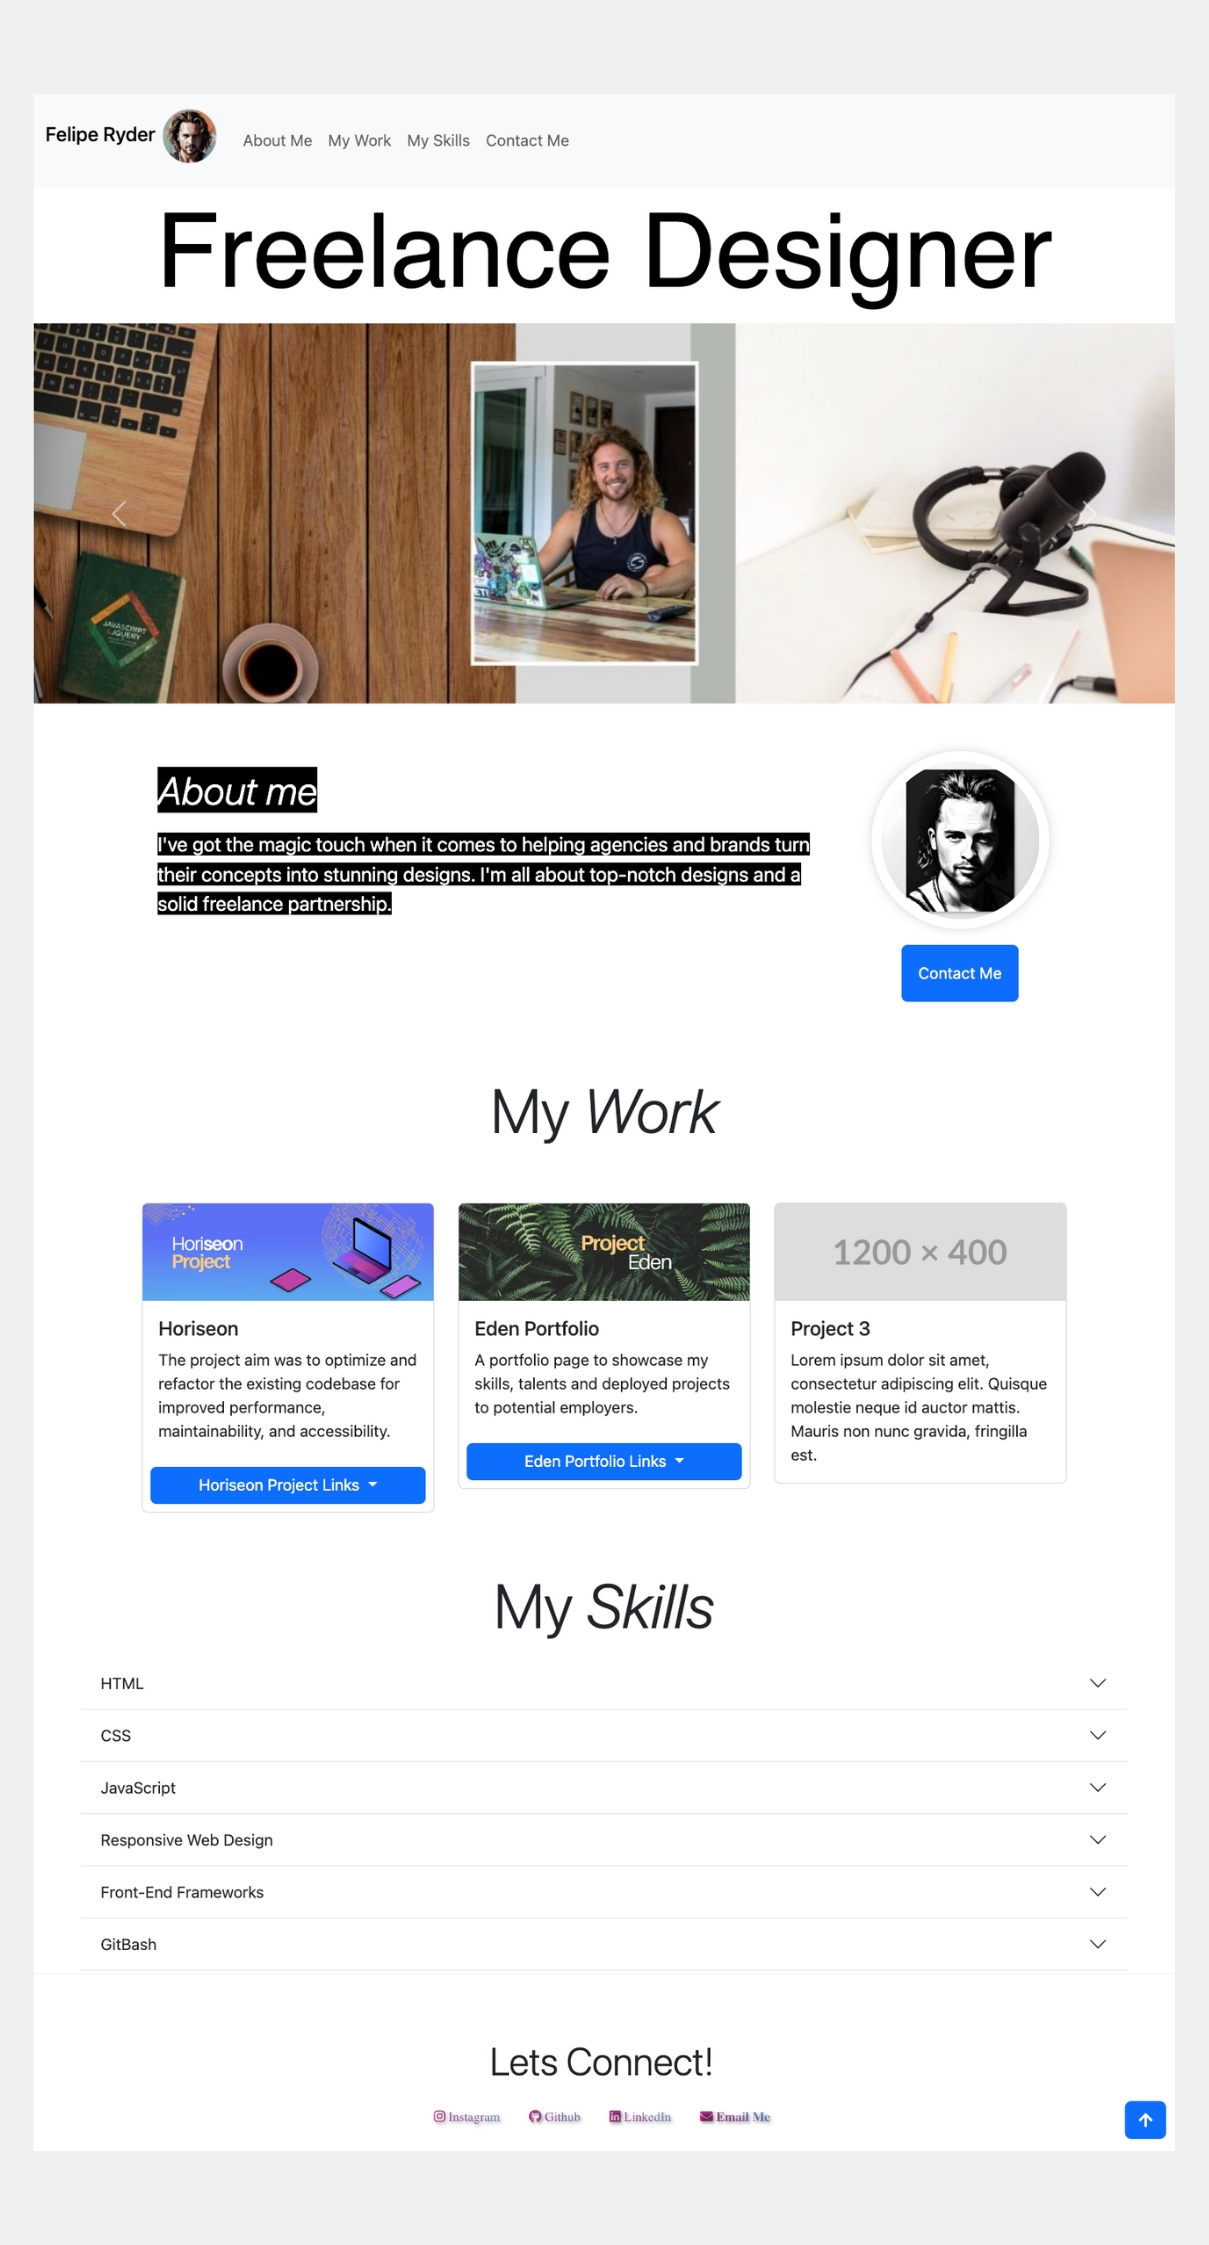 Felipe Ryder
About Me My Work My Skills Contact Me
Freelance Designer
JAVASCRIPT
& JQUERY
About me
I've got the magic touch when it comes to helping agencies and brands turn
their concepts into stunning designs. I'm all about top-notch designs and a
solid freelance partnership.
Contact Me
My Work
Horiseon
Project
Horiseon
The project aim was to optimize and
refactor the existing codebase for
improved performance,
maintainability, and accessibility.
Horiseon Project Links
Project
Eden
Eden Portfolio
A portfolio page to showcase my
skills, talents and deployed projects
to potential employers.
Eden Portfolio Links
1200 × 400
Project 3
Lorem ipsum dolor sit amet,
consectetur adipiscing elit. Quisque
molestie neque id auctor mattis.
Mauris non nunc gravida, fringilla
est.
My Skills
HTML
CSS
JavaScript
Responsive Web Design
Front-End Frameworks
GitBash
Lets Connect!
Instagram Github LinkedIn Email Me